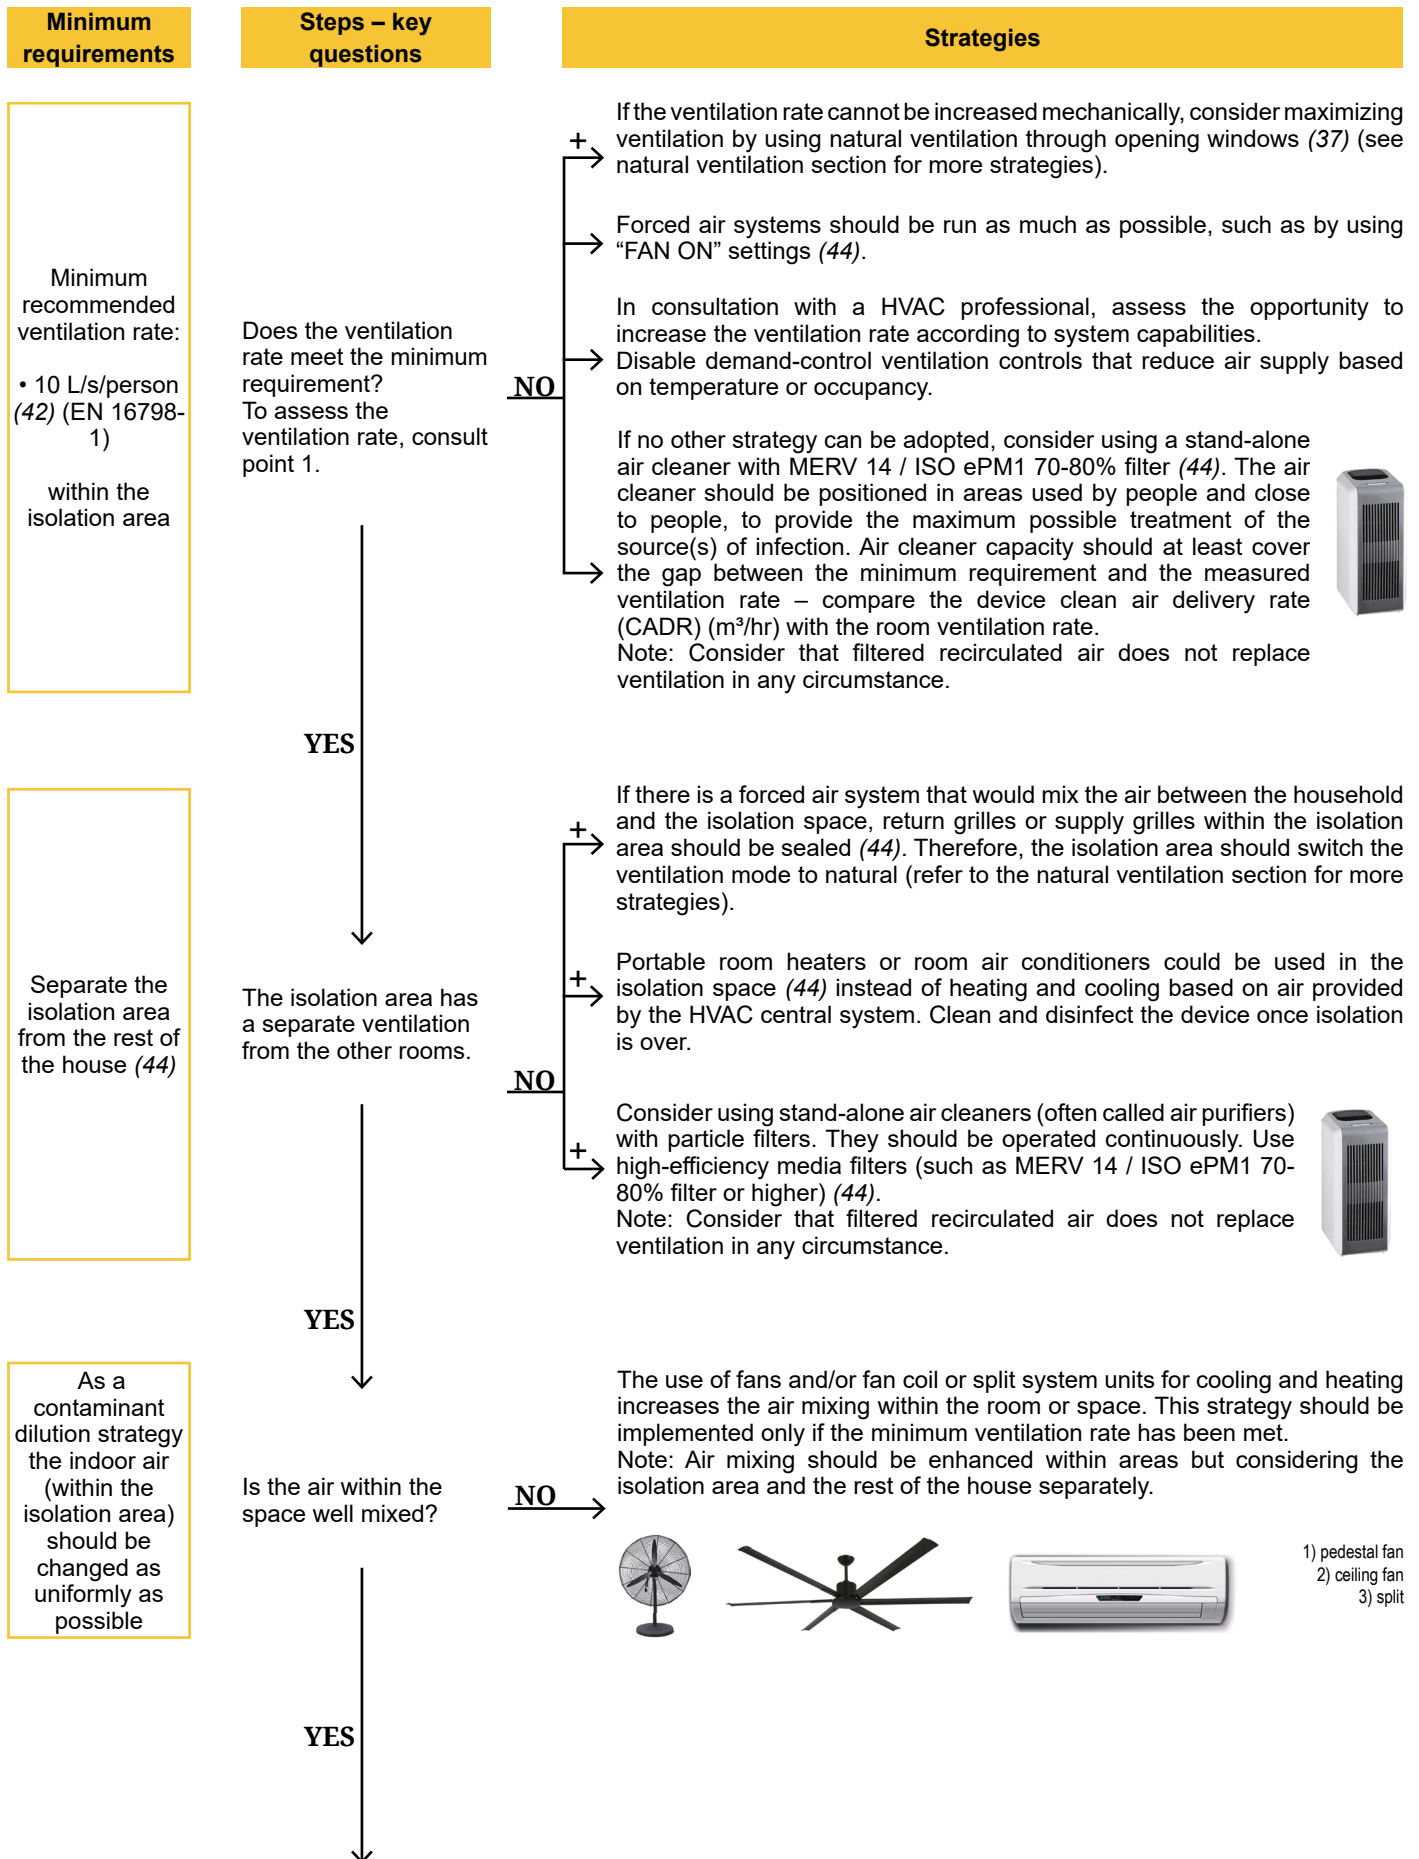 Minimum
requirements
Steps – key
questions
Strategies
Minimum
recommended
ventilation rate:
• 10 L/s/person
(42) (EN 16798-
1)
within the
isolation area
Does the ventilation
rate meet the minimum
requirement?
To assess the
ventilation rate, consult
point 1.
NO
+
If the ventilation rate cannot be increased mechanically, consider maximizing
ventilation by using natural ventilation through opening windows (37) (see
natural ventilation section for more strategies).
Forced air systems should be run as much as possible, such as by using
“FAN ON” settings (44).
In consultation with a HVAC professional, assess the opportunity to
increase the ventilation rate according to system capabilities.
Disable demand-control ventilation controls that reduce air supply based
on temperature or occupancy.
If no other strategy can be adopted, consider using a stand-alone
air cleaner with MERV 14 / ISO ePM1 70-80% filter (44). The air
cleaner should be positioned in areas used by people and close
to people, to provide the maximum possible treatment of the
source(s) of infection. Air cleaner capacity should at least cover
the gap between the minimum requirement and the measured
ventilation rate – compare the device clean air delivery rate
(CADR) (m³/hr) with the room ventilation rate.
Note: Consider that filtered recirculated air does not replace
ventilation in any circumstance.
YES
Separate the
isolation area
from the rest of
the house (44)
The isolation area has
a separate ventilation
from the other rooms.
NO
+
If there is a forced air system that would mix the air between the household
and the isolation space, return grilles or supply grilles within the isolation
area should be sealed (44). Therefore, the isolation area should switch the
ventilation mode to natural (refer to the natural ventilation section for more
strategies).
+
Portable room heaters or room air conditioners could be used in the
isolation space (44) instead of heating and cooling based on air provided
by the HVAC central system. Clean and disinfect the device once isolation
is over.
+
Consider using stand-alone air cleaners (often called air purifiers)
with particle filters. They should be operated continuously. Use
high-efficiency media filters (such as MERV 14 / ISO ePM1 70-
80% filter or higher) (44).
Note: Consider that filtered recirculated air does not replace
ventilation in any circumstance.
YES
As a
contaminant
dilution strategy
the indoor air
(within the
isolation area)
should be
changed as
uniformly as
possible
Is the air within the
space well mixed?
NO
The use of fans and/or fan coil or split system units for cooling and heating
increases the air mixing within the room or space. This strategy should be
implemented only if the minimum ventilation rate has been met.
Note: Air mixing should be enhanced within areas but considering the
isolation area and the rest of the house separately.
1) pedestal fan
2) ceiling fan
3) split
YES